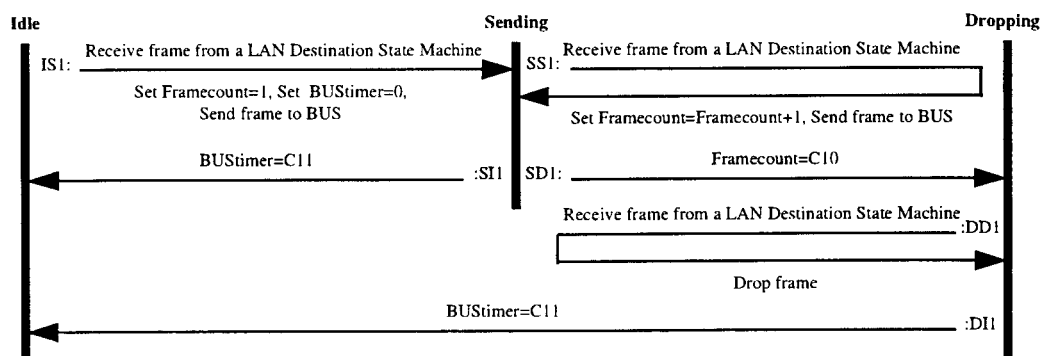 Idle
Sending
Dropping
Receive frame from a LAN Destination State Machine
IS1:
Set Framecount=1, Set BUStimer=0,
Send frame to BUS
Receive frame from a LAN Destination State Machine
SS1:
Set Framecount=Framecount+1, Send frame to BUS
BUStimer=C11
:SI1
Framecount=C10
SD1:
Receive frame from a LAN Destination State Machine
:DD1
Drop frame
BUStimer=C11
:DI1